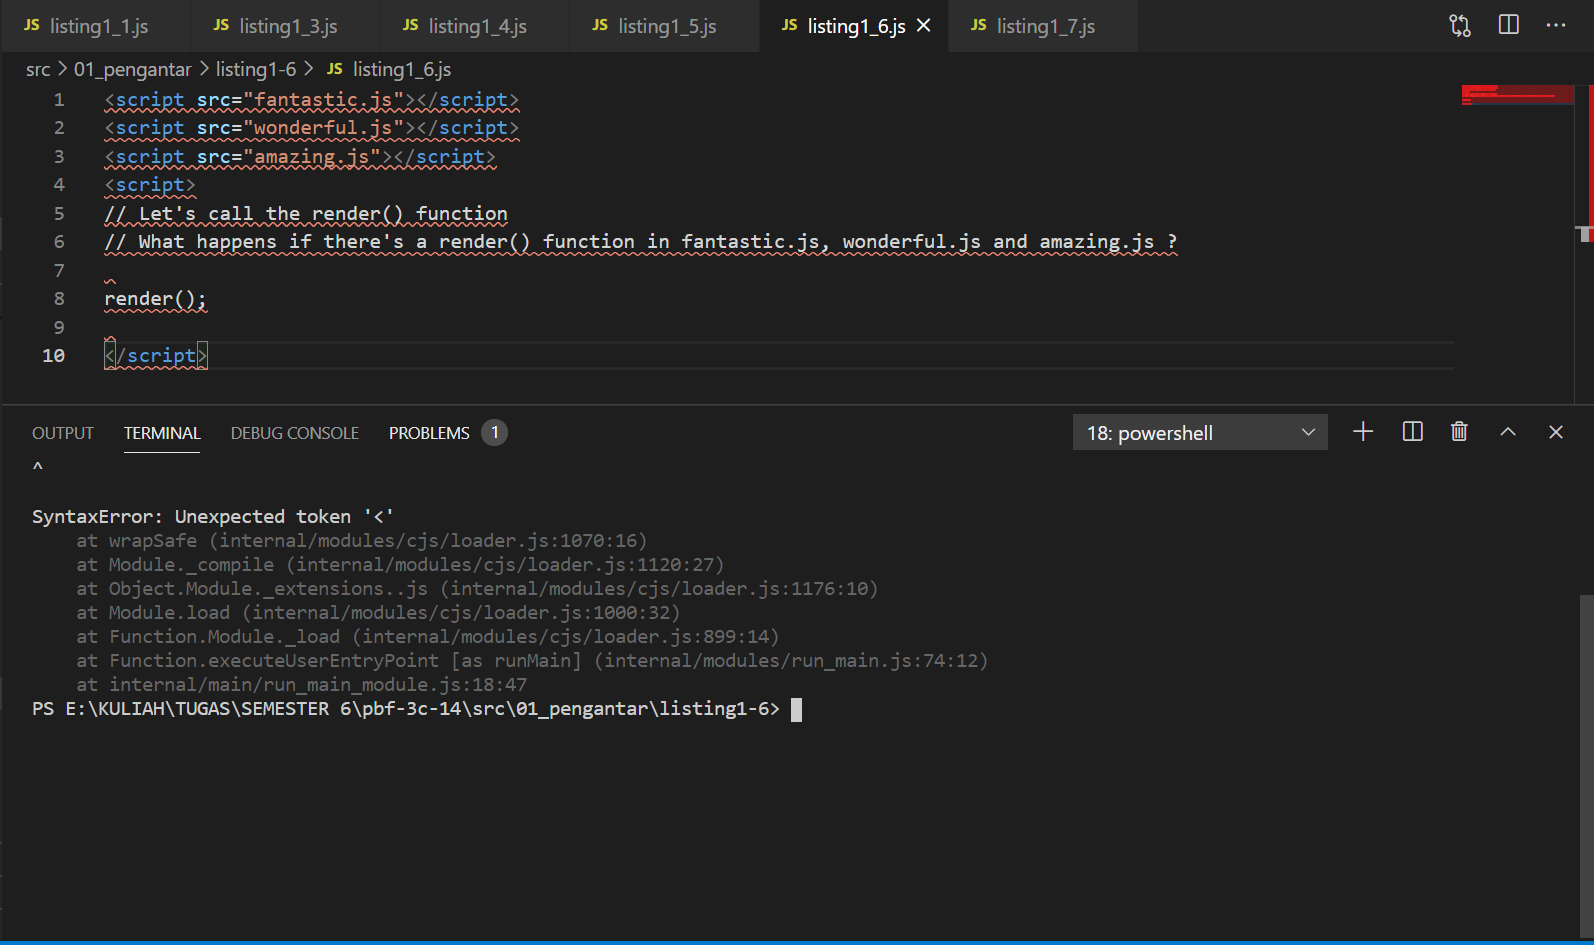 JS listing1_1.js JS listing1_3.js JS listing1_4.js JS listing1_5.js JS listing1_6.js JS listing1_7.js
src > 01_pengantar > listing1-6 > JS listing1_6.js
1 <script src="fantastic.js"></script>
2 <script src="wonderful.js"></script>
3 <script src="amazing.js"></script>
4 <script>
5 // Let's call the render() function
6 // What happens if there's a render() function in fantastic.js, wonderful.js and amazing.js ?
7
8 render();
9
10 </script>
OUTPUT TERMINAL DEBUG CONSOLE PROBLEMS 1 18: powershell
^
SyntaxError: Unexpected token '<'
at wrapSafe (internal/modules/cjs/loader.js:1070:16)
at Module._compile (internal/modules/cjs/loader.js:1120:27)
at Object.Module._extensions..js (internal/modules/cjs/loader.js:1176:10)
at Module.load (internal/modules/cjs/loader.js:1000:32)
at Function.Module._load (internal/modules/cjs/loader.js:899:14)
at Function.executeUserEntryPoint [as runMain] (internal/modules/run_main.js:74:12)
at internal/main/run_main_module.js:18:47
PS E:\KULIAH\TUGAS\SEMESTER 6\pbf-3c-14\src\01_pengantar\listing1-6>